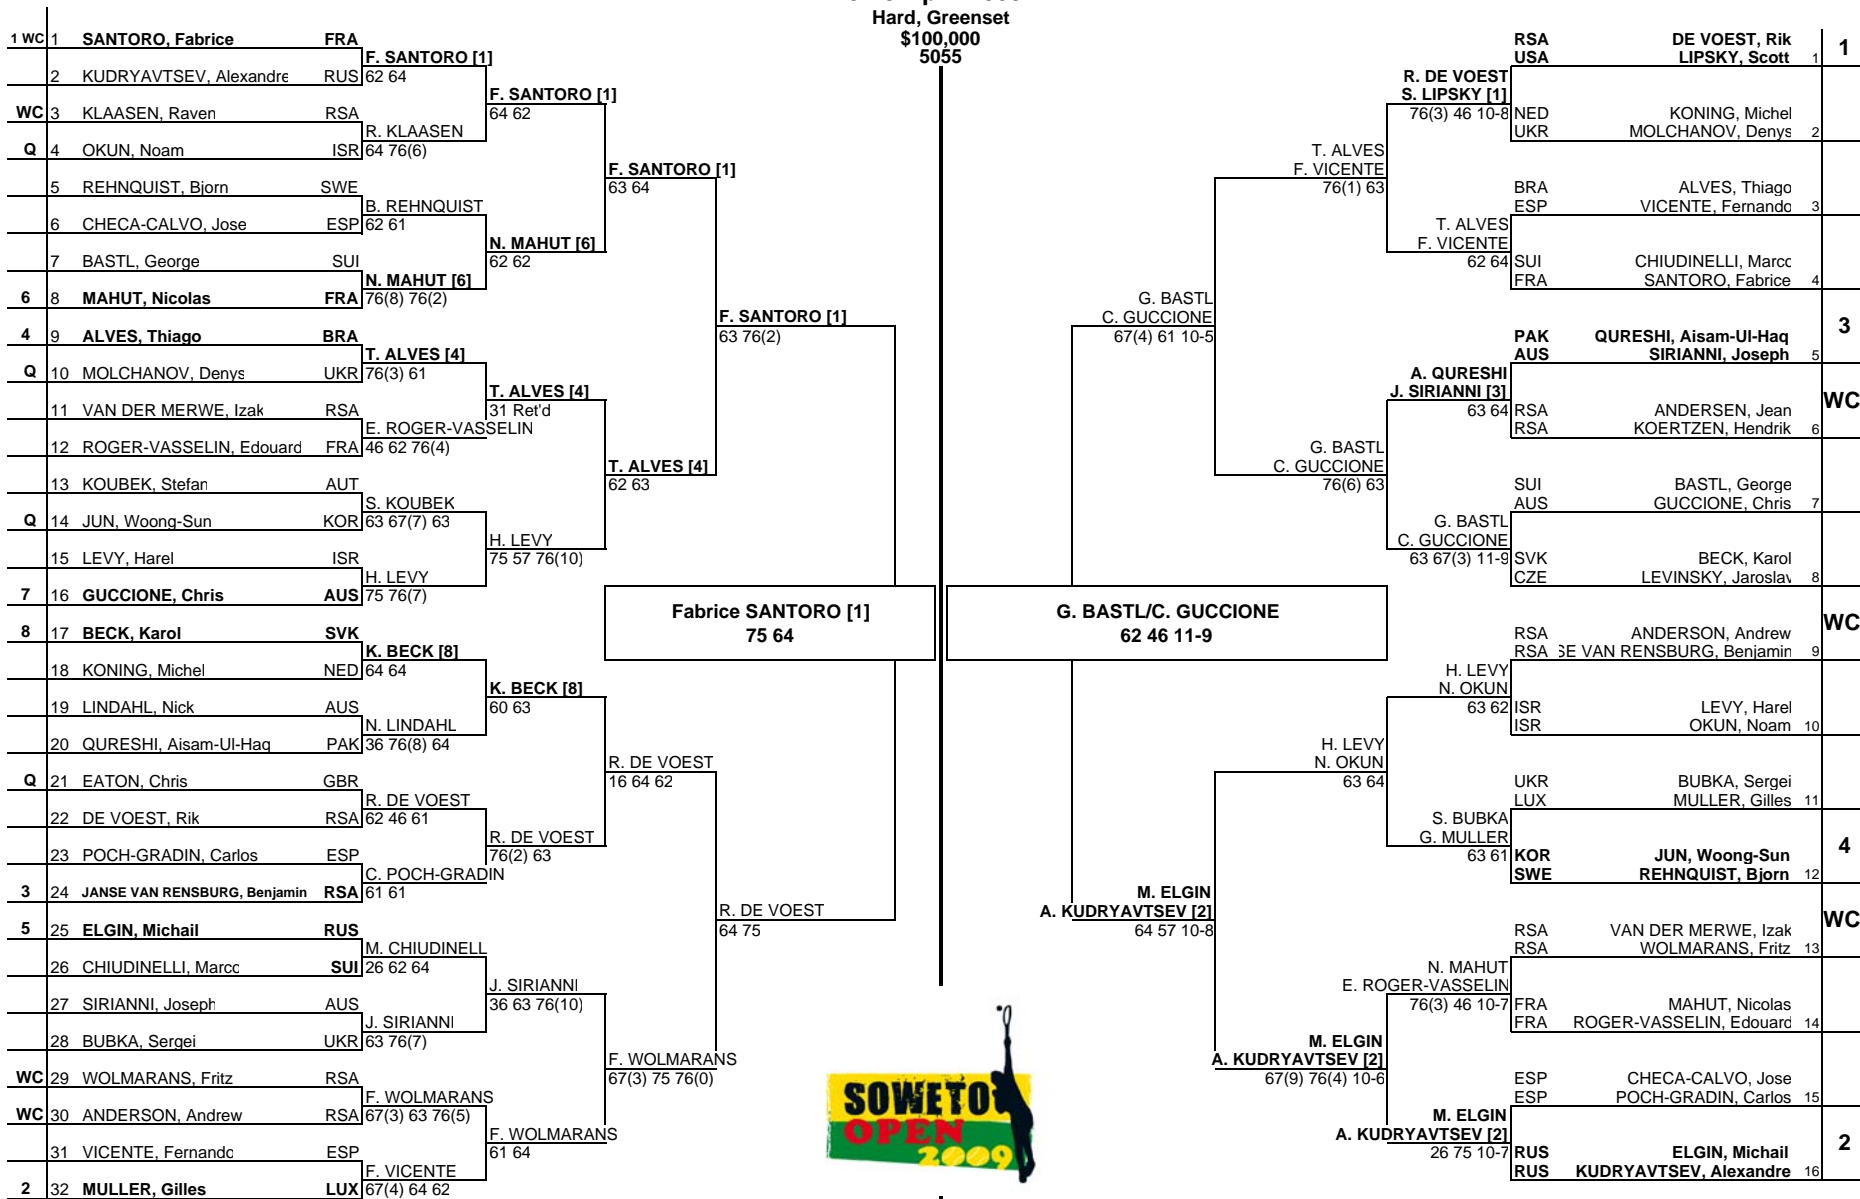 Hard, Greenset
$100,000
5055
1 WC 1 SANTORO, Fabrice FRA
2 KUDRYAVTSEV, Alexandre RUS
WC 3 KLAASEN, Raven RSA
Q 4 OKUN, Noam ISR
5 REHNQUIST, Bjorn SWE
6 CHECA-CALVO, Jose ESP
7 BASTL, George SUI
6 8 MAHUT, Nicolas FRA
4 9 ALVES, Thiago BRA
Q 10 MOLCHANOV, Denys UKR
11 VAN DER MERWE, Izak RSA
12 ROGER-VASSELIN, Edouard FRA
13 KOUBEK, Stefan AUT
Q 14 JUN, Woong-Sun KOR
15 LEVY, Harel ISR
7 16 GUCCIONE, Chris AUS
8 17 BECK, Karol SVK
18 KONING, Michel NED
19 LINDAHL, Nick AUS
20 QURESHI, Aisam-Ul-Haq PAK
Q 21 EATON, Chris GBR
22 DE VOEST, Rik RSA
23 POCH-GRADIN, Carlos ESP
3 24 JANSE VAN RENSBURG, Benjamin RSA
5 25 ELGIN, Michail RUS
26 CHIUDINELLI, Marco SUI
27 SIRIANNI, Joseph AUS
28 BUBKA, Sergei UKR
WC 29 WOLMARANS, Fritz RSA
WC 30 ANDERSON, Andrew RSA
31 VICENTE, Fernando ESP
2 32 MULLER, Gilles LUX
F. SANTORO [1]
62 64
R. KLAASEN
64 76(6)
B. REHNQUIST
62 61
N. MAHUT [6]
76(8) 76(2)
T. ALVES [4]
76(3) 61
E. ROGER-VASSELIN
46 62 76(4)
S. KOUBEK
63 67(7) 63
H. LEVY
75 76(7)
K. BECK [8]
64 64
N. LINDAHL
36 76(8) 64
R. DE VOEST
62 46 61
C. POCH-GRADIN
61 61
M. CHIUDINELL
26 62 64
J. SIRIANNI
63 76(7)
F. WOLMARANS
67(3) 63 76(5)
F. VICENTE
67(4) 64 62
F. SANTORO [1]
64 62
N. MAHUT [6]
62 62
T. ALVES [4]
31 Ret'd
H. LEVY
75 57 76(10)
K. BECK [8]
60 63
R. DE VOEST
76(2) 63
J. SIRIANNI
36 63 76(10)
F. WOLMARANS
61 64
F. SANTORO [1]
63 64
T. ALVES [4]
62 63
R. DE VOEST
16 64 62
F. WOLMARANS
67(3) 75 76(0)
F. SANTORO [1]
63 76(2)
R. DE VOEST
64 75
Fabrice SANTORO [1]
75 64
G. BASTL/C. GUCCIONE
62 46 11-9
G. BASTL
C. GUCCIONE
67(4) 61 10-5
M. ELGIN
A. KUDRYAVTSEV [2]
64 57 10-8
T. ALVES
F. VICENTE
76(1) 63
G. BASTL
C. GUCCIONE
76(6) 63
H. LEVY
N. OKUN
63 64
M. ELGIN
A. KUDRYAVTSEV [2]
67(9) 76(4) 10-6
R. DE VOEST
S. LIPSKY [1]
76(3) 46 10-8
T. ALVES
F. VICENTE
62 64
A. QURESHI
J. SIRIANNI [3]
63 64
G. BASTL
C. GUCCIONE
63 67(3) 11-9
H. LEVY
N. OKUN
63 62
S. BUBKA
G. MULLER
63 61
N. MAHUT
E. ROGER-VASSELIN
76(3) 46 10-7
M. ELGIN
A. KUDRYAVTSEV [2]
26 75 10-7
RSA DE VOEST, Rik 1
USA LIPSKY, Scott 1
NED KONING, Michel
UKR MOLCHANOV, Denys 2
BRA ALVES, Thiago
ESP VICENTE, Fernando 3
SUI CHIUDINELLI, Marco
FRA SANTORO, Fabrice 4
PAK QURESHI, Aisam-Ul-Haq 3
AUS SIRIANNI, Joseph 5
WC
RSA ANDERSEN, Jean
RSA KOERTZEN, Hendrik 6
SUI BASTL, George
AUS GUCCIONE, Chris 7
SVK BECK, Karol
CZE LEVINSKY, Jaroslav 8
WC
RSA ANDERSON, Andrew
RSA SE VAN RENSBURG, Benjamin 9
ISR LEVY, Harel
ISR OKUN, Noam 10
UKR BUBKA, Sergei
LUX MULLER, Gilles 11
4
KOR JUN, Woong-Sun
SWE REHNQUIST, Bjorn 12
WC
RSA VAN DER MERWE, Izak
RSA WOLMARANS, Fritz 13
FRA MAHUT, Nicolas
FRA ROGER-VASSELIN, Edouard 14
ESP CHECA-CALVO, Jose
ESP POCH-GRADIN, Carlos 15
2
RUS ELGIN, Michail
RUS KUDRYAVTSEV, Alexandre 16
SOWETO
OPEN
2009